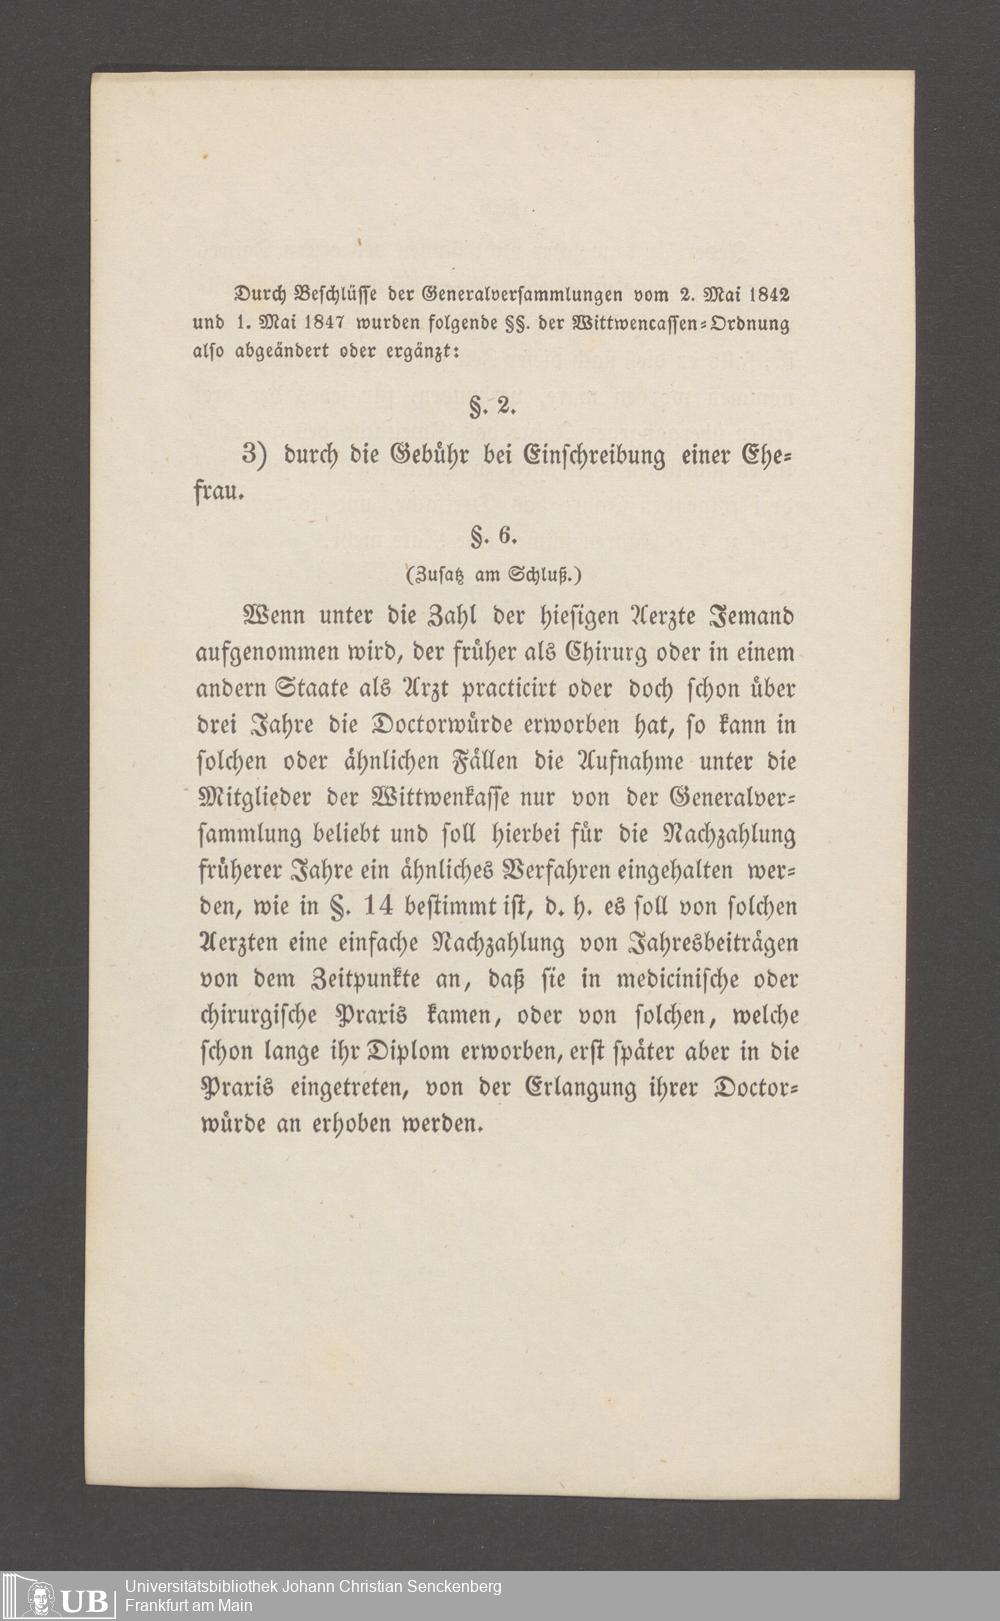 Durch Beschlüsse der Generalversammlungen vom 2. Mai 1842
und 1. Mai 1847 wurden folgende §§. der Wittwencassen-Ordnung
also abgeändert oder ergänzt:
§. 2.
3) durch die Gebühr bei Einschreibung einer Ehe-
frau.
§. 6.
(Zusatz am Schluß.)
Wenn unter die Zahl der hiesigen Aerzte Jemand
aufgenommen wird, der früher als Chirurg oder in einem
andern Staate als Arzt practicirt oder doch schon über
drei Jahre die Doctorwürde erworben hat, so kann in
solchen oder ähnlichen Fällen die Aufnahme unter die
Mitglieder der Wittwenkasse nur von der Generalver-
sammlung beliebt und soll hierbei für die Nachzahlung
früherer Jahre ein ähnliches Verfahren eingehalten wer-
den, wie in §. 14 bestimmt ist, d. h. es soll von solchen
Aerzten eine einfache Nachzahlung von Jahresbeiträgen
von dem Zeitpunkte an, daß sie in medicinische oder
chirurgische Praxis kamen, oder von solchen, welche
schon lange ihr Diplom erworben, erst später aber in die
Praxis eingetreten, von der Erlangung ihrer Doctor-
würde an erhoben werden.
UB
Universitätsbibliothek Johann Christian Senckenberg
Frankfurt am Main